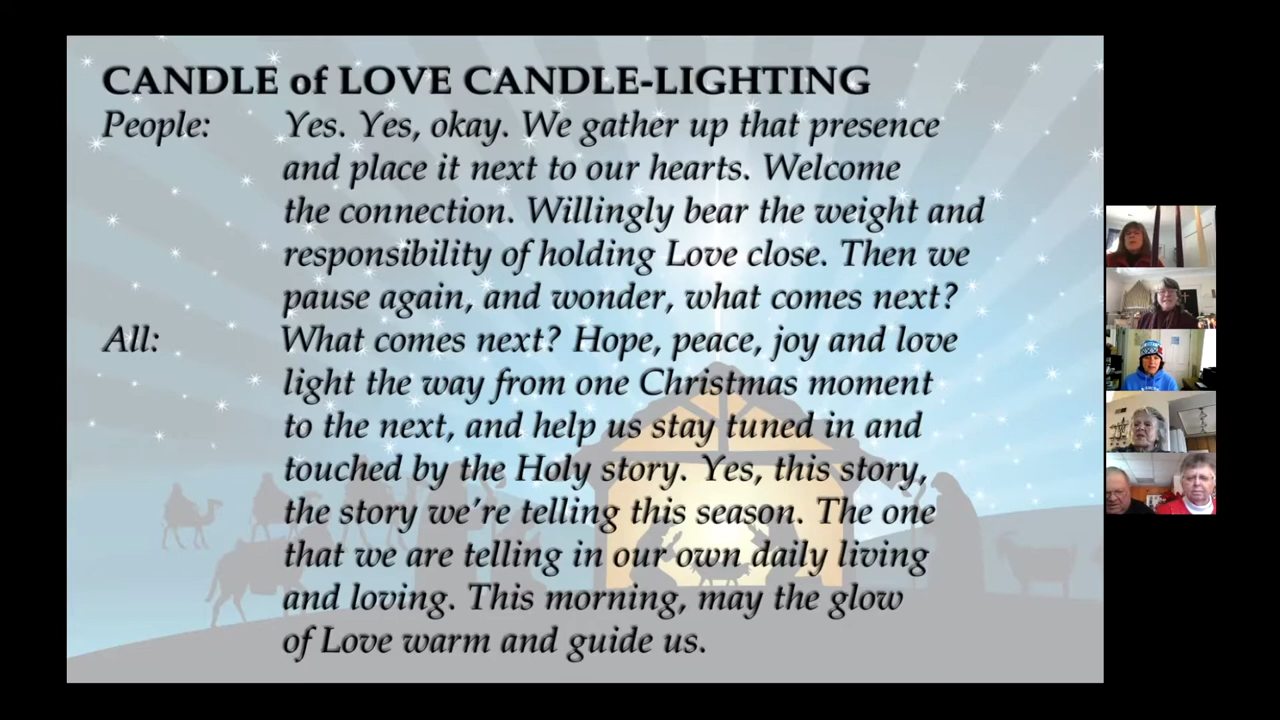 CANDLE of LOVE CANDLE-LIGHTING
People: Yes. Yes, okay. We gather up that presence
and place it next to our hearts. Welcome
the connection. Willingly bear the weight and
responsibility of holding Love close. Then we
pause again, and wonder, what comes next?
All: What comes next? Hope, peace, joy and love
light the way from one Christmas moment
to the next, and help us stay tuned in and
touched by the Holy story. Yes, this story,
the story we’re telling this season. The one
that we are telling in our own daily living
and loving. This morning, may the glow
of Love warm and guide us.